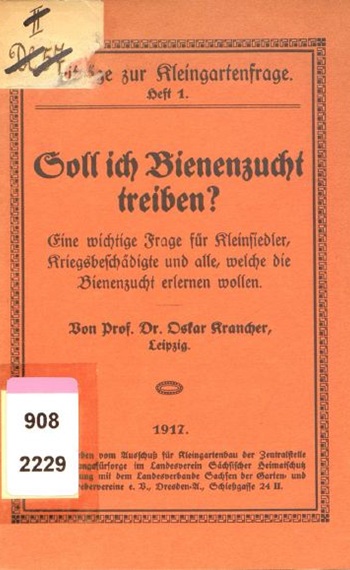 II
zur Kleingartenfrage.
Heft 1.
Soll ich Bienenzucht
treiben?
Eine wichtige Frage für Kleinsiedler,
Kriegsbeschädigte und alle, welche die
Bienenzucht erlernen wollen.
Von Prof. Dr. Oskar Krancher,
Leipzig.
1917.
vom Ausschuß für Kleingartenbau der Zentralstelle
im Landesverein Sächsischer Heimatschutz
mit dem Landesverbande Sachsen der Garten- und
e. V., Dresden-A., Schießgasse 24 II.
908
2229